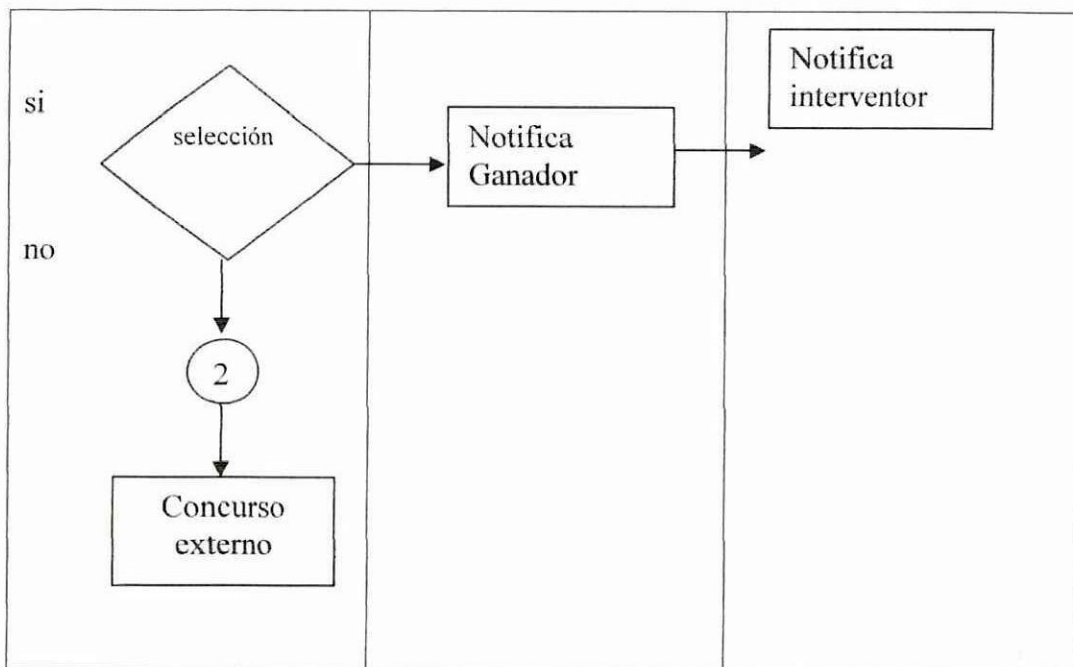 si
selección
no
2
Concurso
externo
Notifica
Ganador
Notifica
interventor